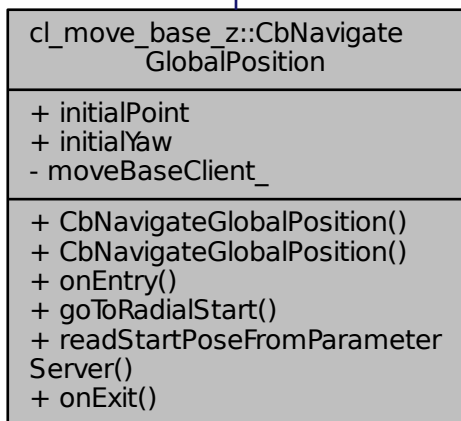 cl_move_base_z::CbNavigate
GlobalPosition
+ initialPoint
+ initialYaw
- moveBaseClient_
+ CbNavigateGlobalPosition()
+ CbNavigateGlobalPosition()
+ onEntry()
+ goToRadialStart()
+ readStartPoseFromParameter
Server()
+ onExit()